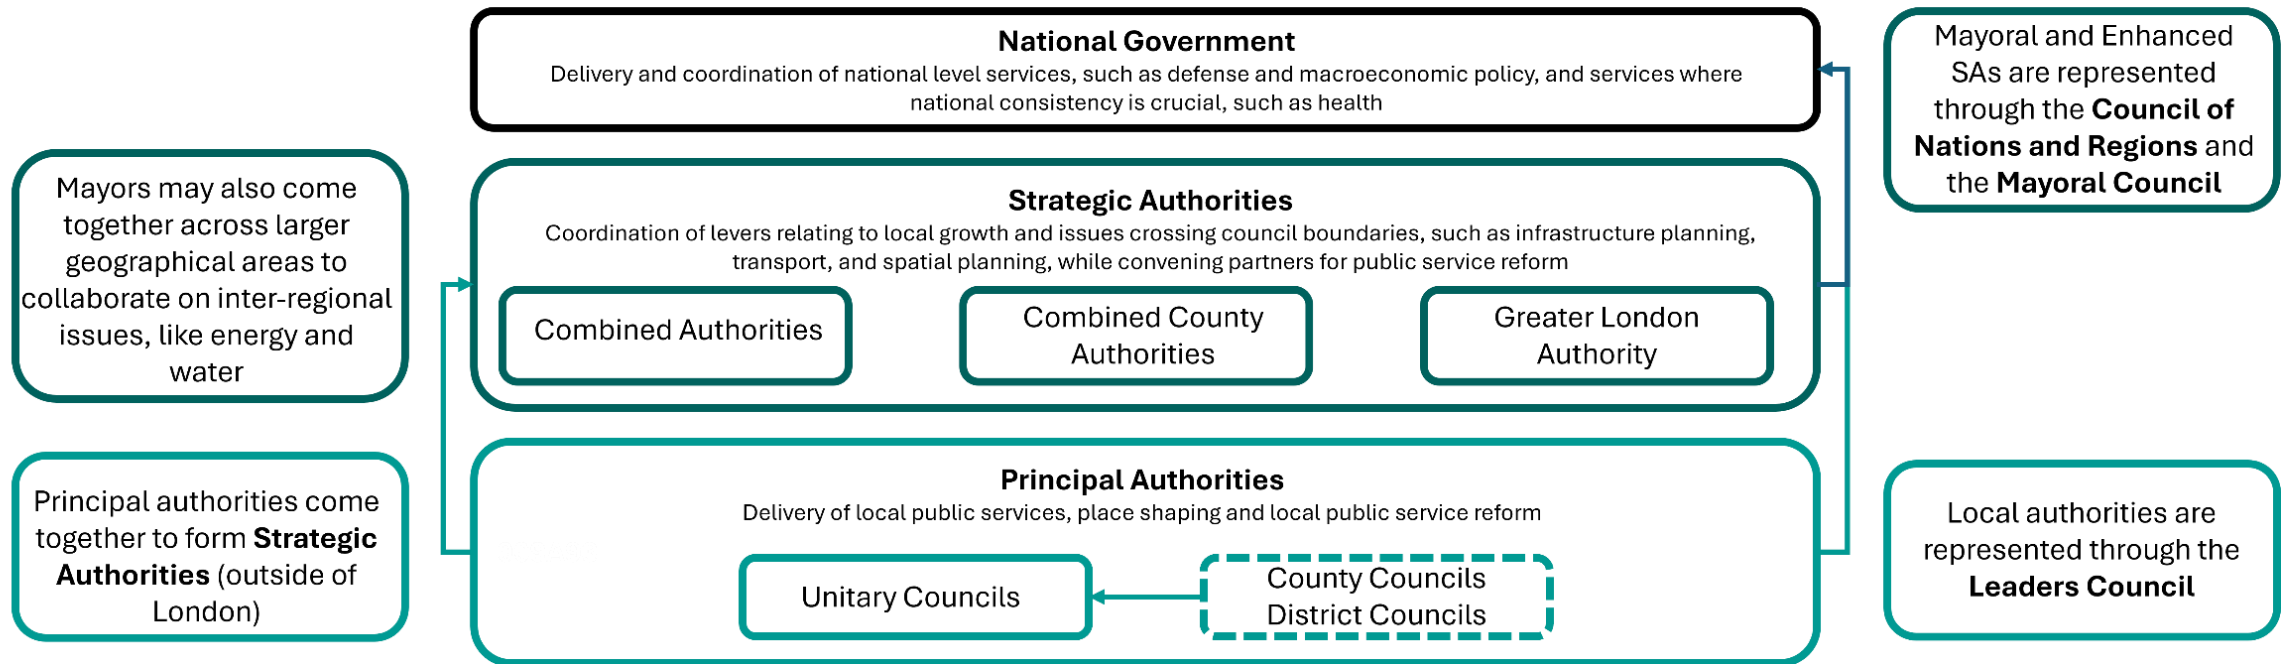 National Government
Delivery and coordination of national level services, such as defense and macroeconomic policy, and services where
national consistency is crucial, such as health
Mayoral and Enhanced
SAs are represented
through the Council of
Nations and Regions and
the Mayoral Council
Mayors may also come
together across larger
geographical areas to
collaborate on inter-regional
issues, like energy and
water
Strategic Authorities
Coordination of levers relating to local growth and issues crossing council boundaries, such as infrastructure planning,
transport, and spatial planning, while convening partners for public service reform
Combined Authorities
Combined County
Authorities
Greater London
Authority
Principal authorities come
together to form Strategic
Authorities (outside of
London)
Principal Authorities
Delivery of local public services, place shaping and local public service reform
Unitary Councils
County Councils
District Councils
Local authorities are
represented through the
Leaders Council